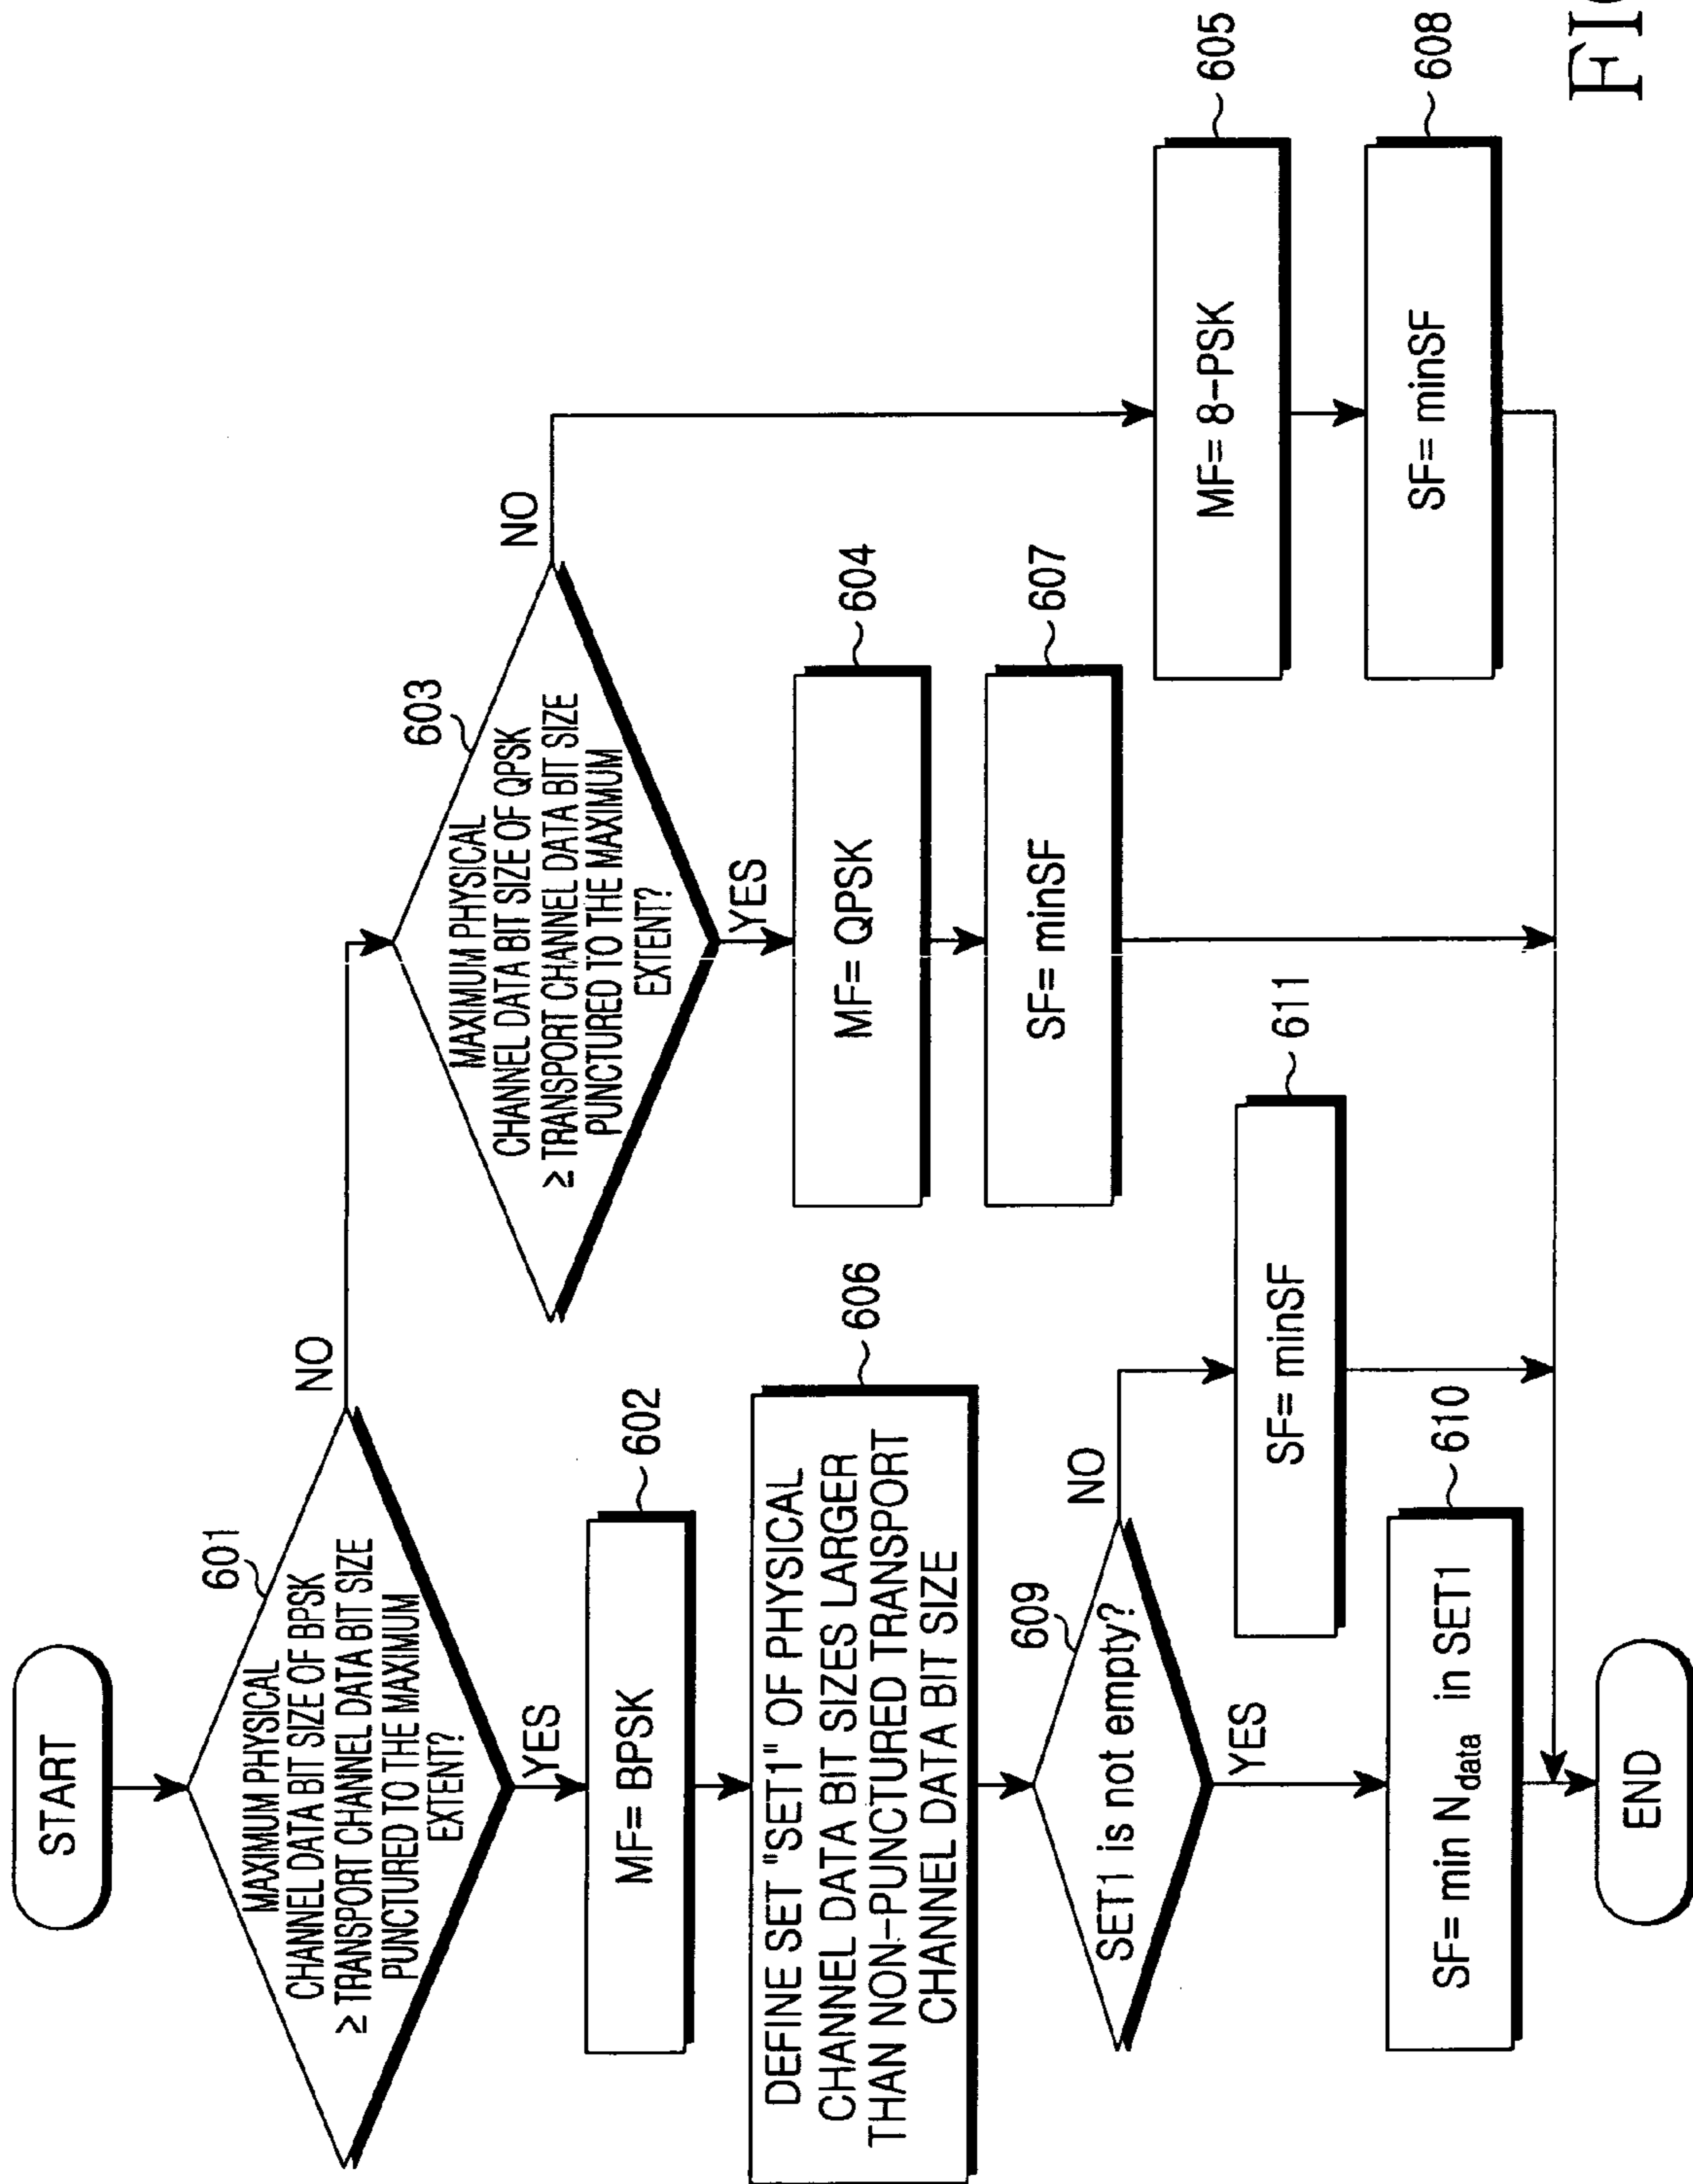 START
601
MAXIMUM PHYSICAL
CHANNEL DATA BIT SIZE OF BPSK
≥ TRANSPORT CHANNEL DATA BIT SIZE
PUNCTURED TO THE MAXIMUM
EXTENT?
NO
YES
603
MAXIMUM PHYSICAL
CHANNEL DATA BIT SIZE OF QPSK
≥ TRANSPORT CHANNEL DATA BIT SIZE
PUNCTURED TO THE MAXIMUM
EXTENT?
NO
YES
MF= BPSK
602
DEFINE SET "SET1" OF PHYSICAL
CHANNEL DATA BIT SIZES LARGER
THAN NON-PUNCTURED TRANSPORT
CHANNEL DATA BIT SIZE
606
MF= QPSK
604
SF= minSF
607
MF= 8-PSK
605
SF= minSF
608
609
SET1 is not empty?
NO
YES
SF= minSF
611
SF= min Ndata in SET1
610
END